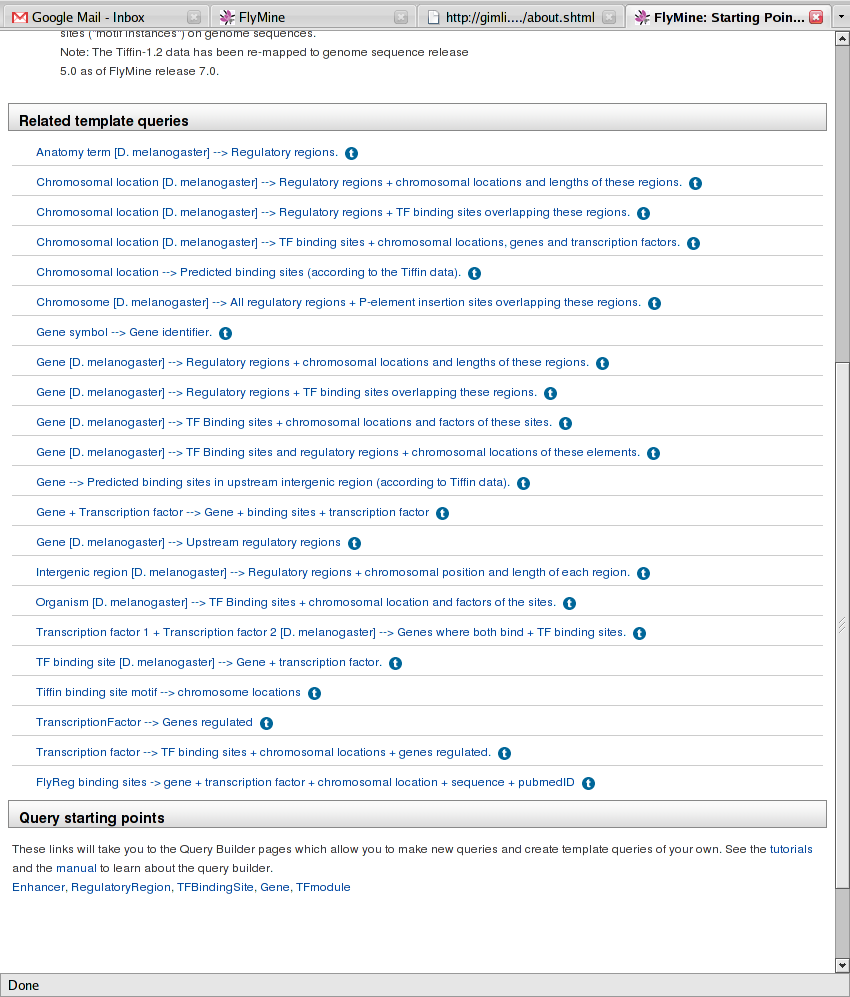 Google Mail - Inbox
FlyMine
http://gimli..../about.shtml
FlyMine: Starting Poin...
sites ("motif instances") on genome sequences.
Note: The Tiffin-1.2 data has been re-mapped to genome sequence release
5.0 as of FlyMine release 7.0.
Related template queries
Anatomy term [D. melanogaster] --> Regulatory regions. t
Chromosomal location [D. melanogaster] --> Regulatory regions + chromosomal locations and lengths of these regions. t
Chromosomal location [D. melanogaster] --> Regulatory regions + TF binding sites overlapping these regions. t
Chromosomal location [D. melanogaster] --> TF binding sites + chromosomal locations, genes and transcription factors. t
Chromosomal location --> Predicted binding sites (according to the Tiffin data). t
Chromosome [D. melanogaster] --> All regulatory regions + P-element insertion sites overlapping these regions. t
Gene symbol --> Gene identifier. t
Gene [D. melanogaster] --> Regulatory regions + chromosomal locations and lengths of these regions. t
Gene [D. melanogaster] --> Regulatory regions + TF binding sites overlapping these regions. t
Gene [D. melanogaster] --> TF Binding sites + chromosomal locations and factors of these sites. t
Gene [D. melanogaster] --> TF Binding sites and regulatory regions + chromosomal locations of these elements. t
Gene --> Predicted binding sites in upstream intergenic region (according to Tiffin data). t
Gene + Transcription factor --> Gene + binding sites + transcription factor t
Gene [D. melanogaster] --> Upstream regulatory regions t
Intergenic region [D. melanogaster] --> Regulatory regions + chromosomal position and length of each region. t
Organism [D. melanogaster] --> TF Binding sites + chromosomal location and factors of the sites. t
Transcription factor 1 + Transcription factor 2 [D. melanogaster] --> Genes where both bind + TF binding sites. t
TF binding site [D. melanogaster] --> Gene + transcription factor. t
Tiffin binding site motif --> chromosome locations t
TranscriptionFactor --> Genes regulated t
Transcription factor --> TF binding sites + chromosomal locations + genes regulated. t
FlyReg binding sites -> gene + transcription factor + chromosomal location + sequence + pubmedID t
Query starting points
These links will take you to the Query Builder pages which allow you to make new queries and create template queries of your own. See the tutorials
and the manual to learn about the query builder.
Enhancer, RegulatoryRegion, TFBindingSite, Gene, TFmodule
Done